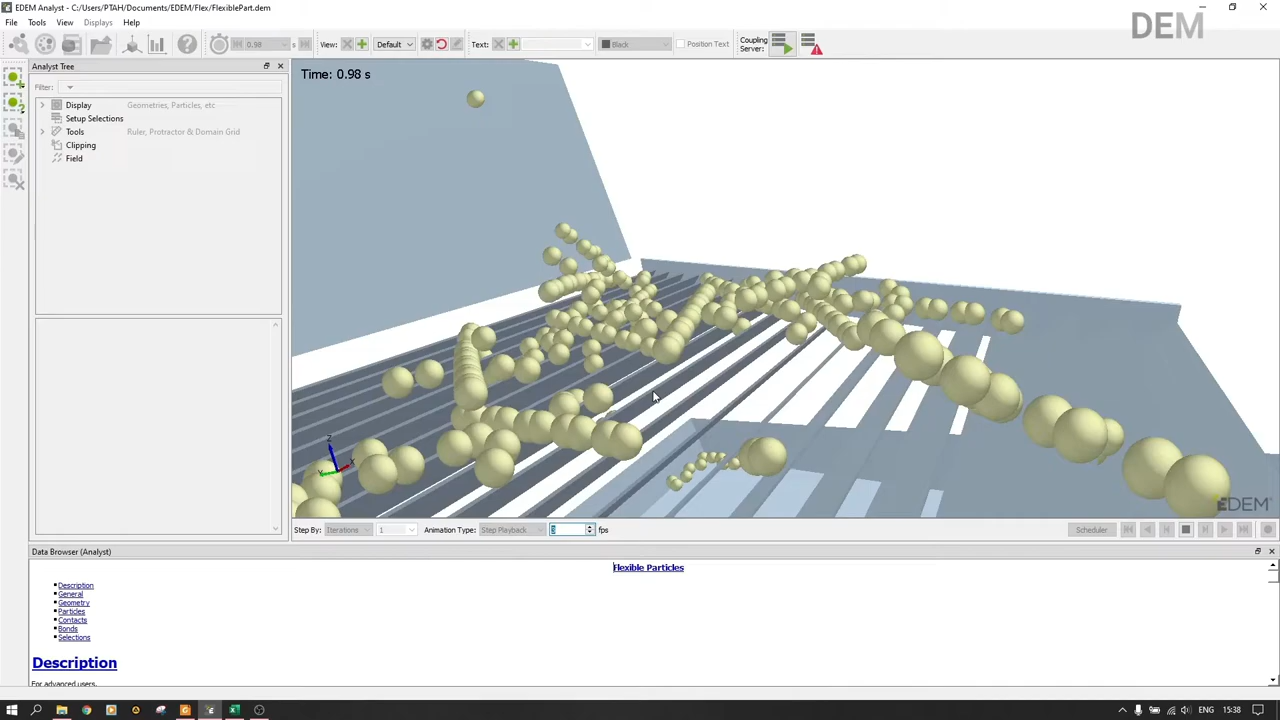 EDEM Analyst - C:/Users/PTAH/Documents/EDEM/Flex/FlexiblePart.dem
DEM
File Tools View Displays Help
0.98 s View: Default Text: Black Position Text Coupling Server:
Analyst Tree
Filter:
Display Geometries, Particles, etc
Setup Selections
Tools Ruler, Protractor & Domain Grid
Clipping
Field
Time: 0.98 s
Z
Y X
EDEM
Step By: Iterations 1 Animation Type: Step Playback fps Scheduler
Data Browser (Analyst)
Flexible Particles
Description
General
Geometry
Particles
Contacts
Bonds
Selections
Description
For advanced users.
ENG 15:38